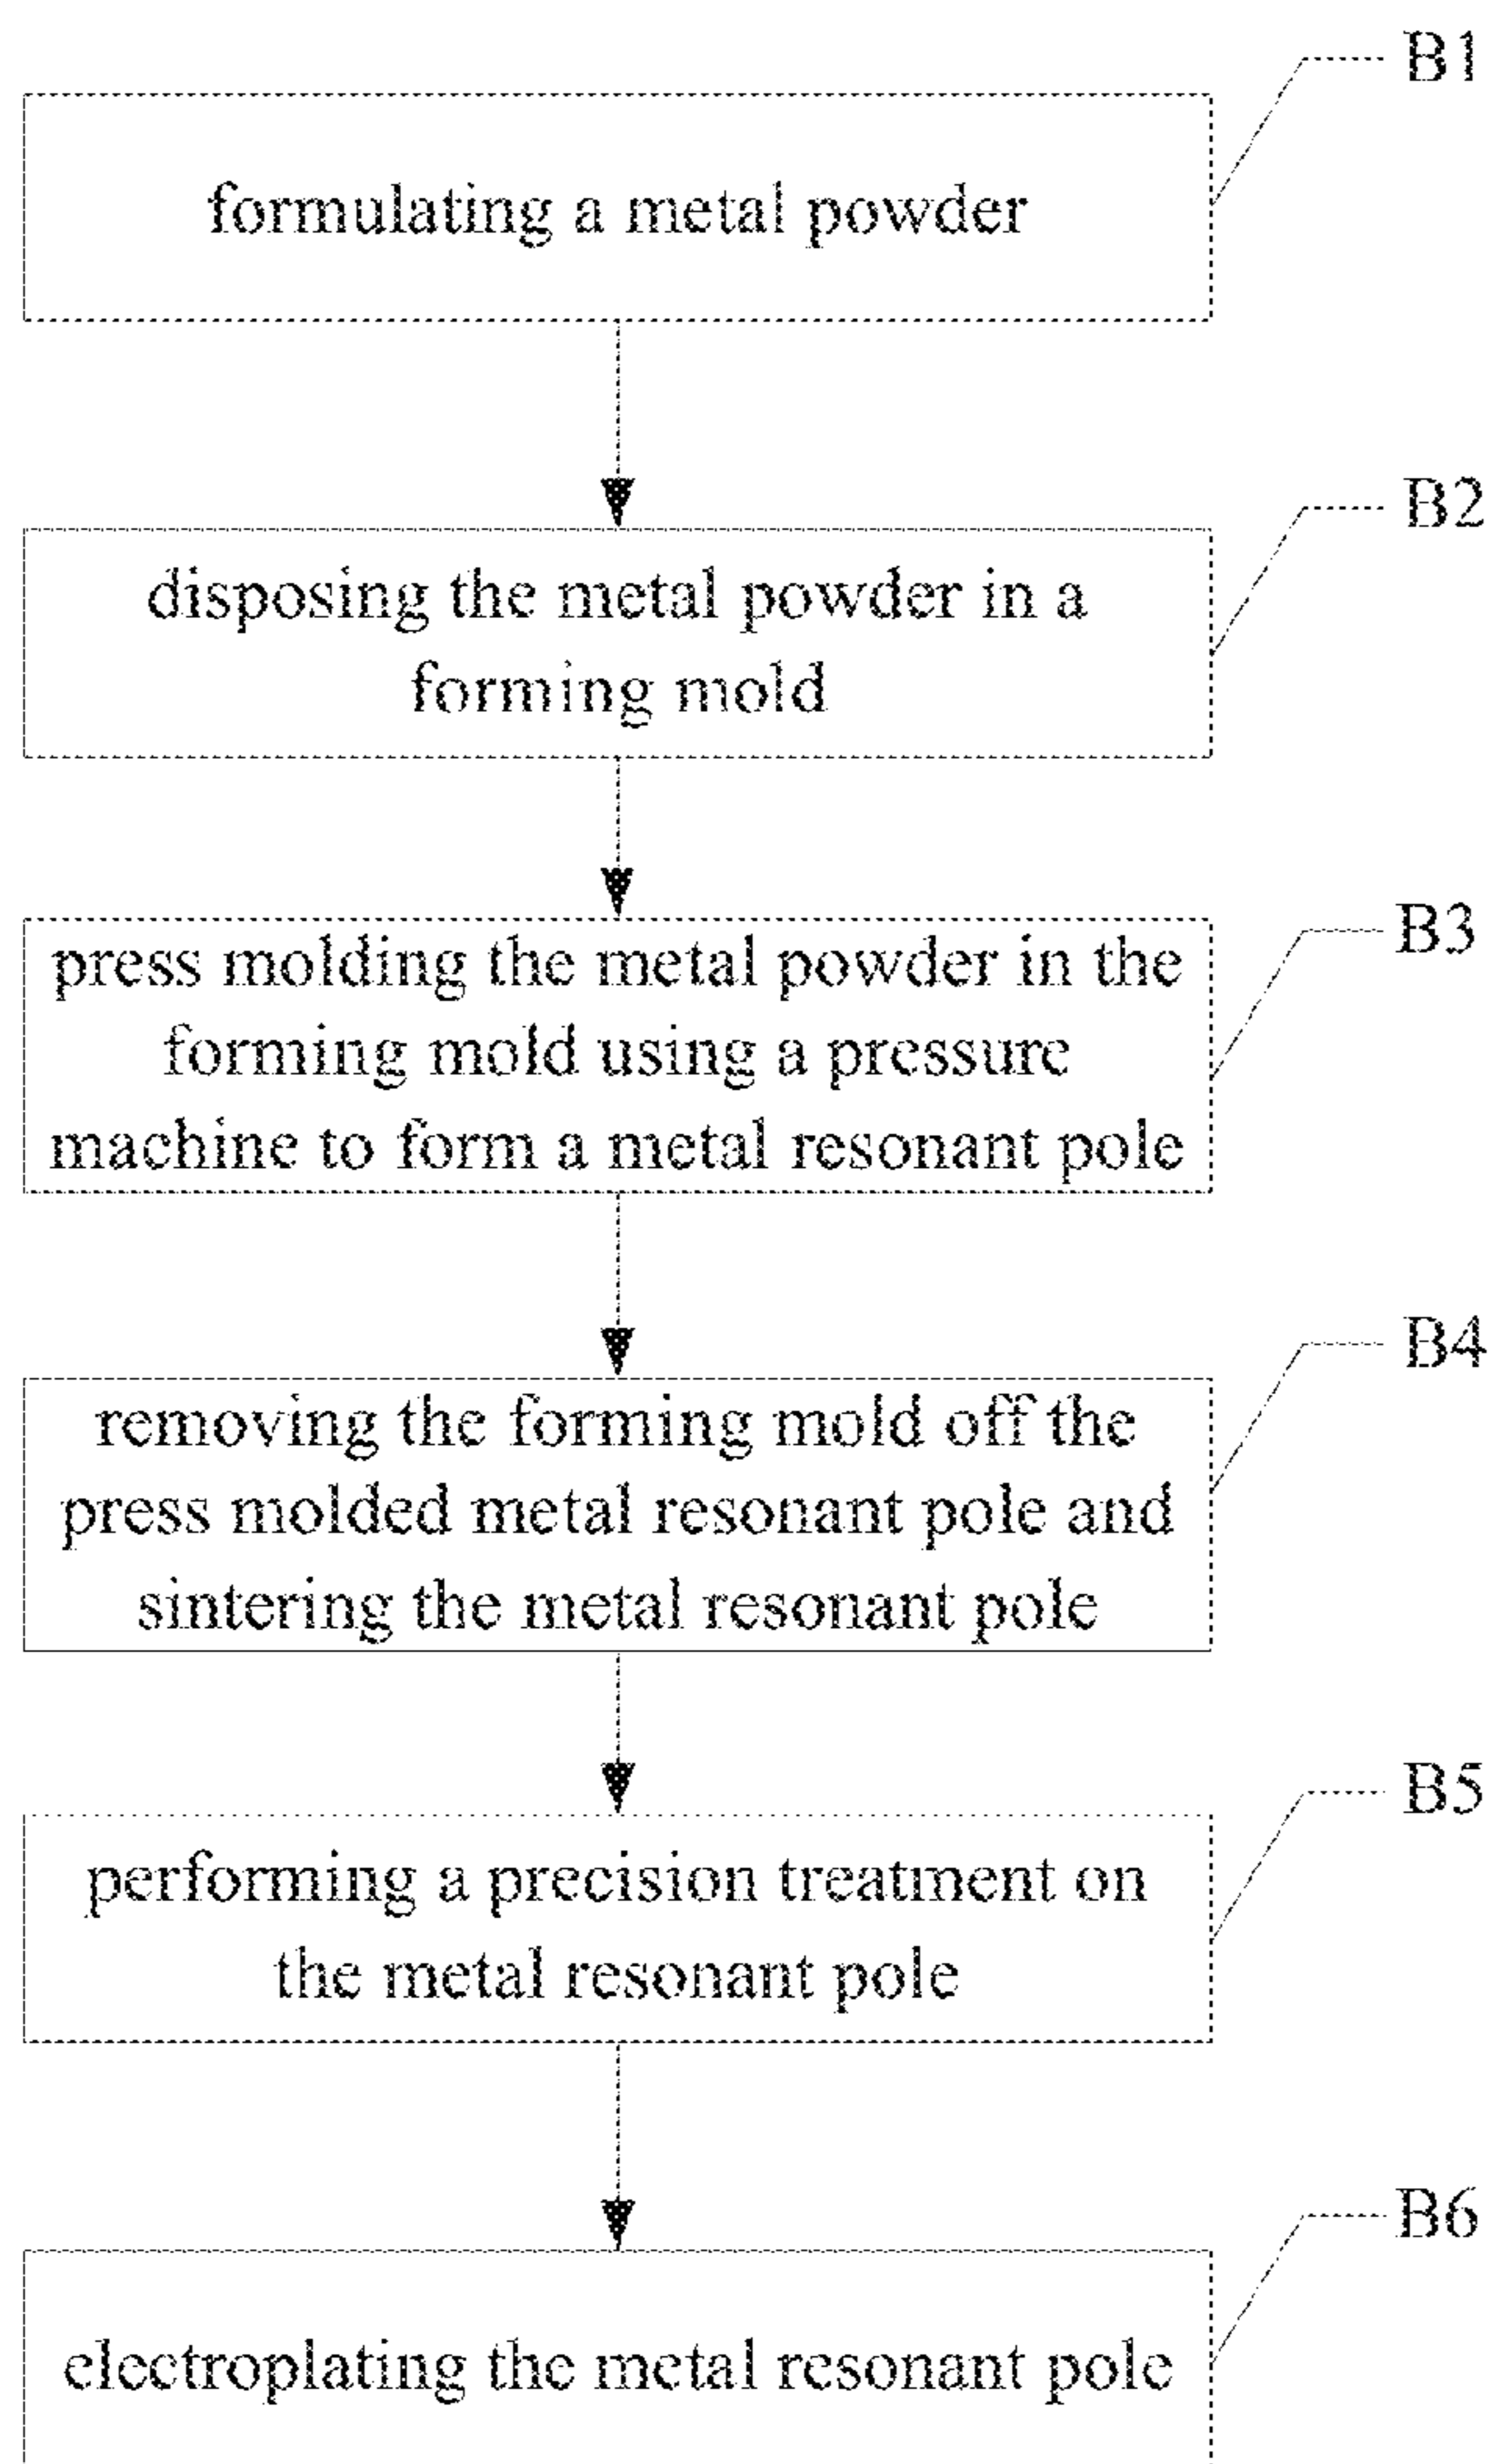 B1
formulating a metal powder
B2
disposing the metal powder in a
forming mold
B3
press molding the metal powder in the
forming mold using a pressure
machine to form a metal resonant pole
B4
removing the forming mold off the
press molded metal resonant pole and
sintering the metal resonant pole
B5
performing a precision treatment on
the metal resonant pole
B6
electroplating the metal resonant pole